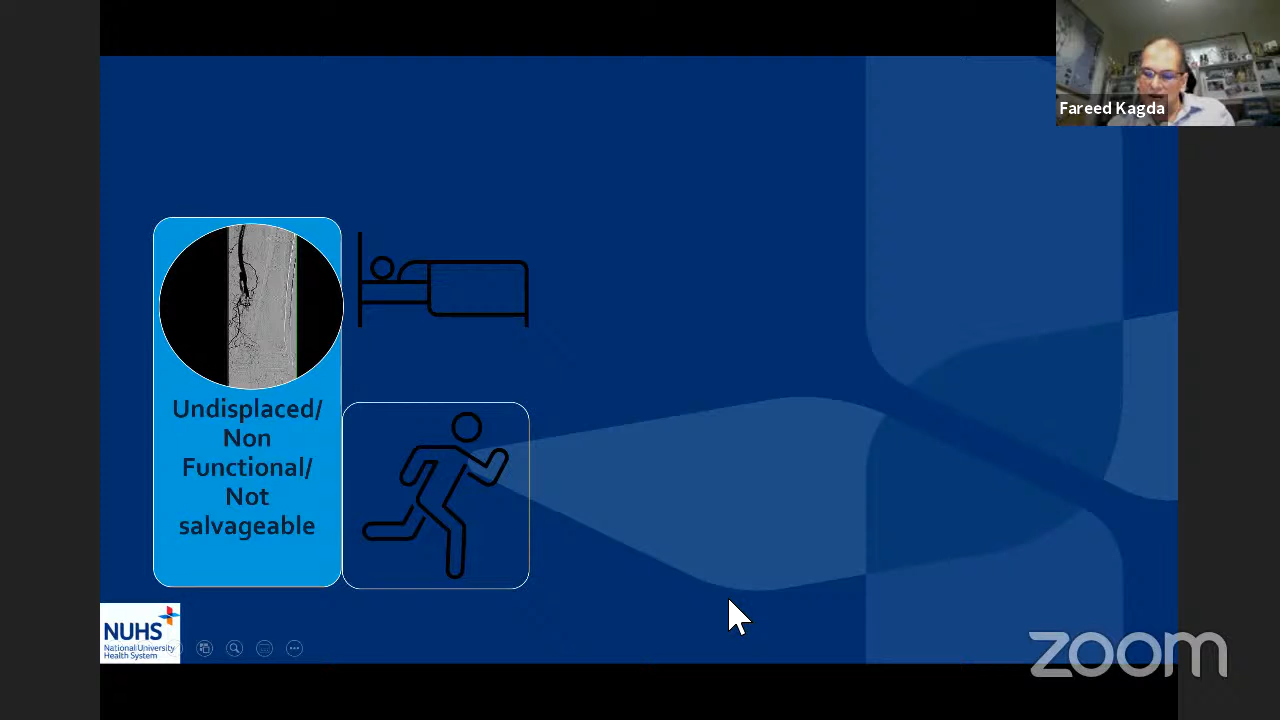 Fareed Kagda
Undisplaced/
Non
Functional/
Not
salvageable
NUHS
National University
Health System
zoom